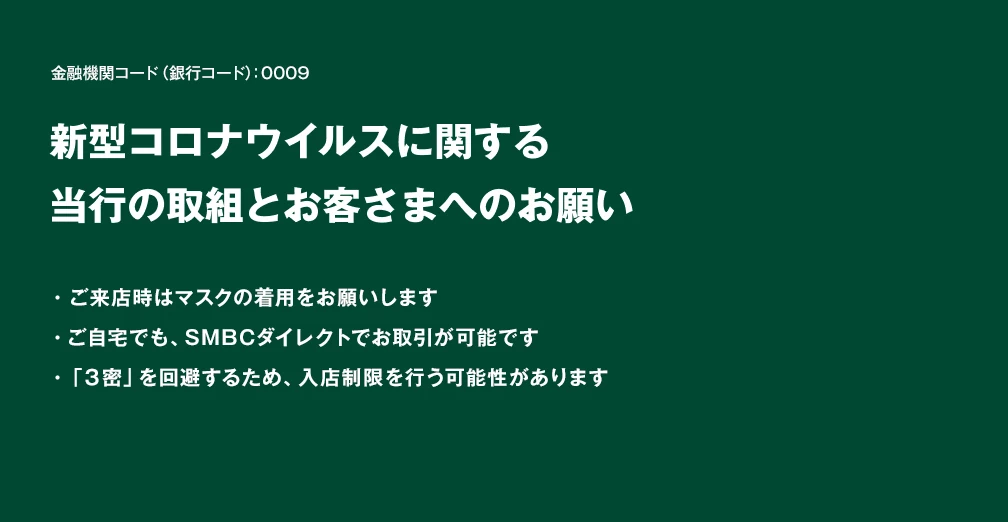 金融機関コード（銀行コード）：0009
新型コロナウイルスに関する
当行の取組とお客さまへのお願い
・ご来店時はマスクの着用をお願いします
・ご自宅でも、SMBCダイレクトでお取引が可能です
・「３密」を回避するため、入店制限を行う可能性があります